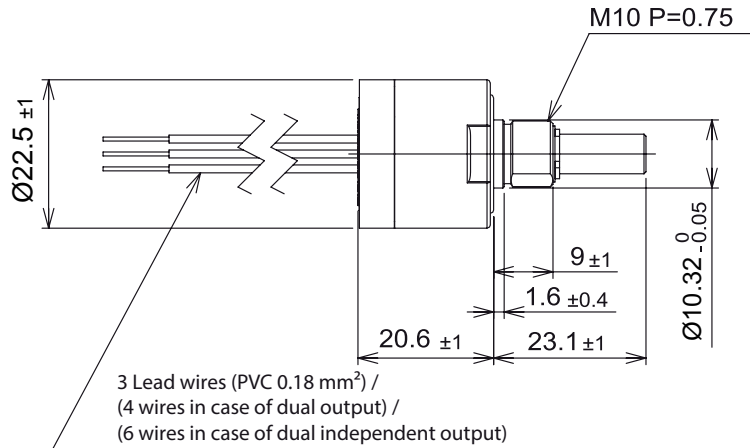 M10 P=0.75
Ø22.5 ±1
Ø10.32 0 -0.05
9 ±1
1.6 ±0.4
20.6 ±1
23.1 ±1
3 Lead wires (PVC 0.18 mm²) /
(4 wires in case of dual output) /
(6 wires in case of dual independent output)